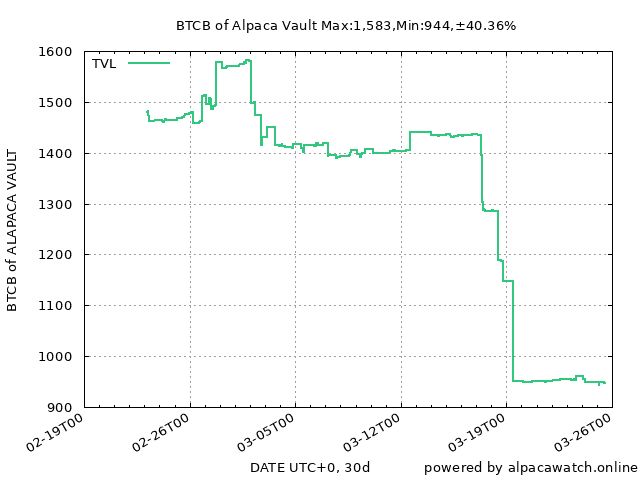 BTCB of Alpaca Vault Max:1,583,Min:944,±40.36%
TVL
BTCB of ALAPACA VAULT
1600
1500
1400
1300
1200
1100
1000
900
02-19T00
02-26T00
03-05T00
03-12T00
03-19T00
03-26T00
DATE UTC+0, 30d
powered by alpacawatch.online